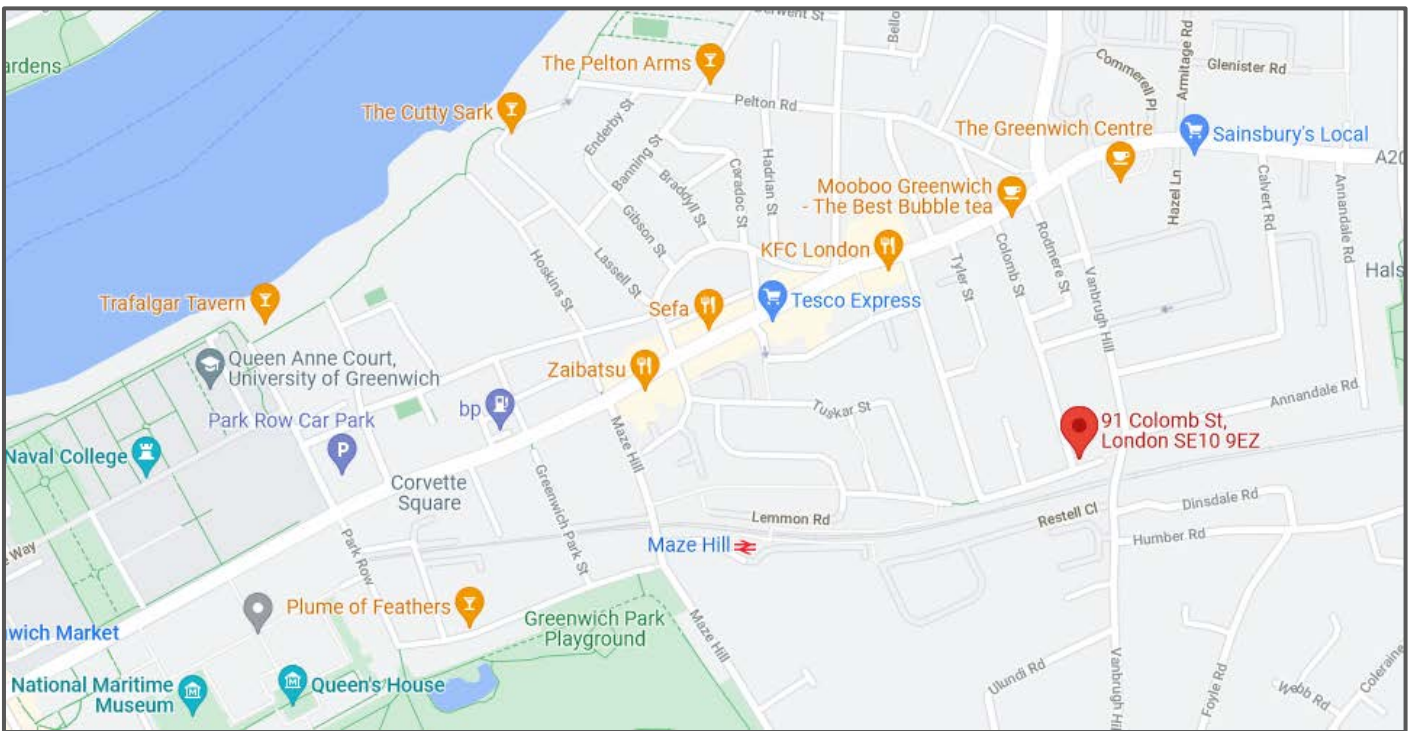 erwent St
Bello
ardens
The Pelton Arms
Commerell Pl
Armitage Rd
Glenister Rd
Pelton Rd
The Cutty Sark
Enderby St
The Greenwich Centre
Sainsbury's Local
A20
Banning St
Hadrian St
Caradoc St
Braddyll St
Mooboo Greenwich
- The Best Bubble tea
Hazel Ln
Calvert Rd
Annandale Rd
Gibson St
Rodmere St
Colomb St
KFC London
Tyler St
Hoskins St
Lassell St
Vanbrugh Hill
Hals
Trafalgar Tavern
Sefa
Tesco Express
Queen Anne Court,
University of Greenwich
Zaibatsu
Annandale Rd
bp
Tuskar St
Park Row Car Park
P
91 Colomb St,
London SE10 9EZ
Naval College
Maze Hill
Corvette
Square
Greenwich Park St
Dinsdale Rd
Lemmon Rd
Restell Cl
Humber Rd
Way
Park Row
Maze Hill
Plume of Feathers
Greenwich Park
Playground
wich Market
Maze Hill
Ulundi Rd
Vanbrugh Hil
Foyle Rd
Webb Rd
Coleraine
National Maritime
Museum
Queen's House